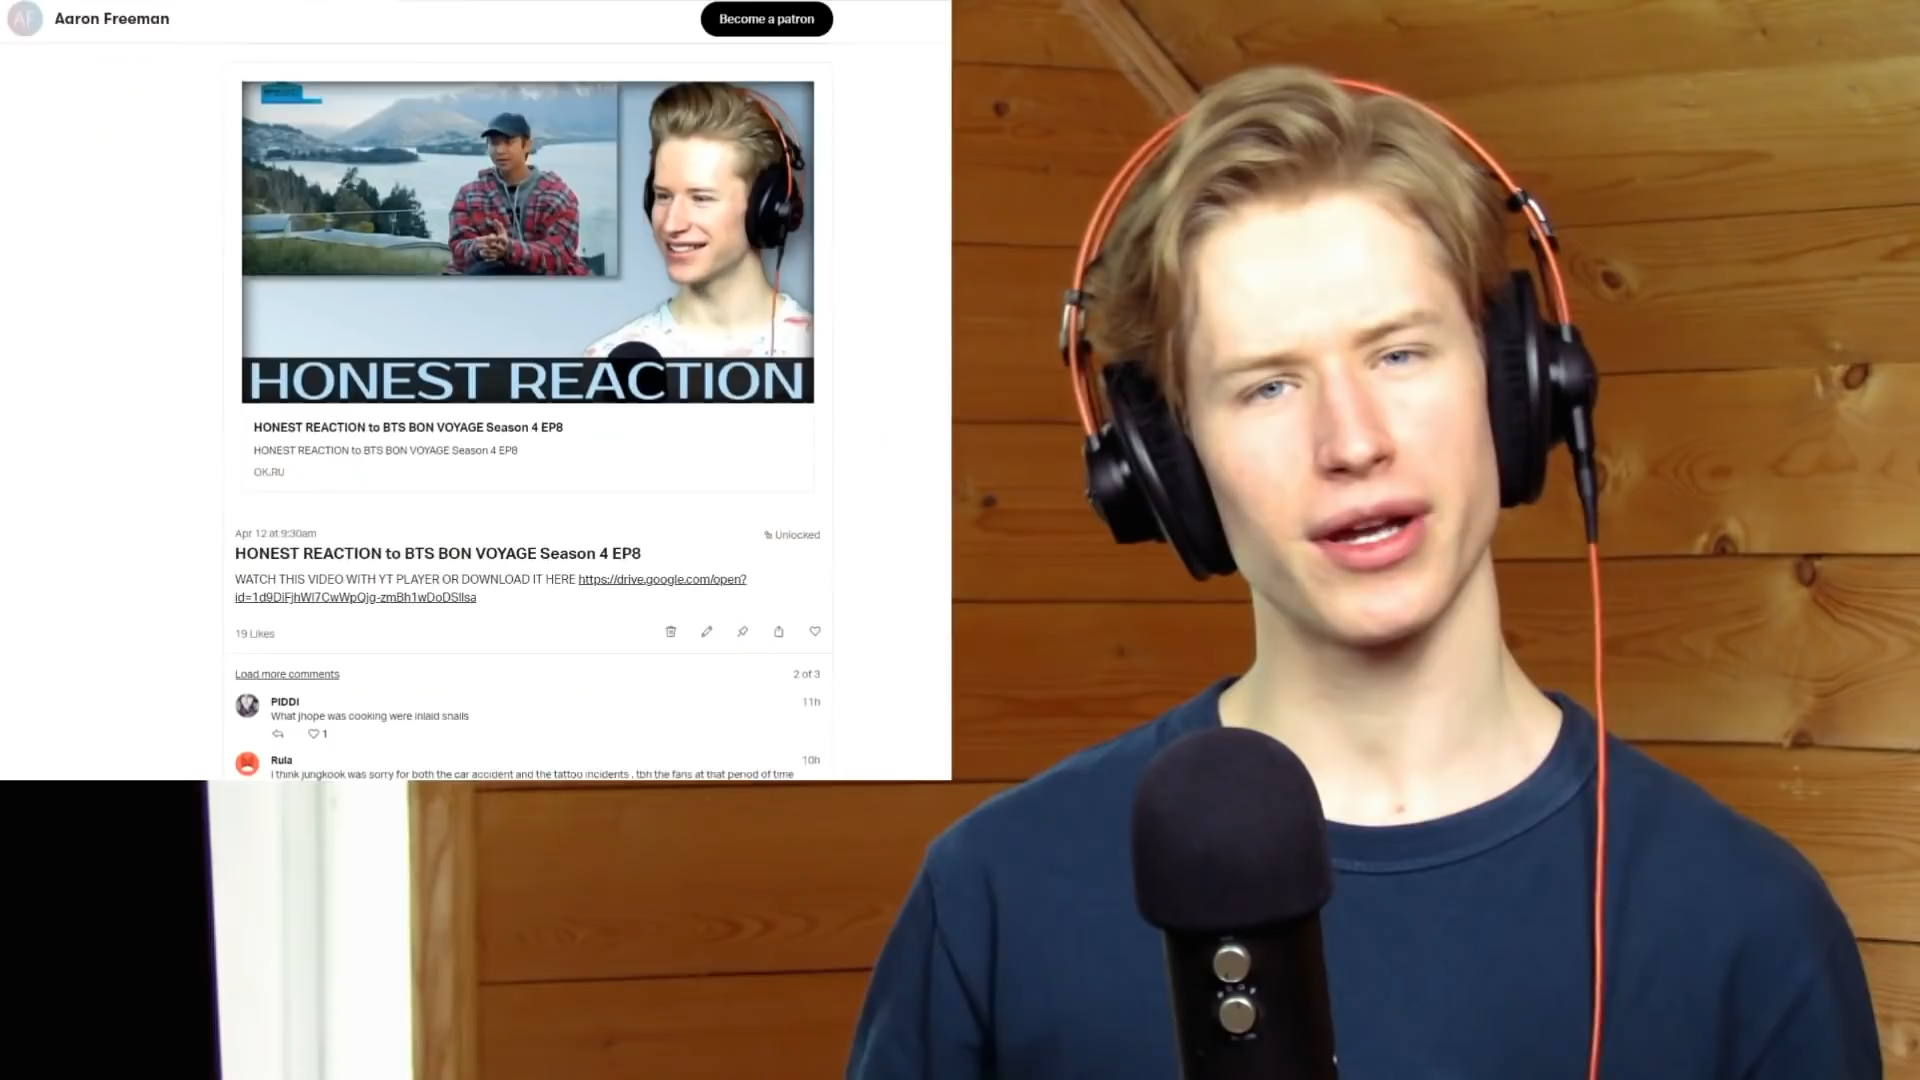 AF
Aaron Freeman
Become a patron
HONEST REACTION
HONEST REACTION to BTS BON VOYAGE Season 4 EP8
HONEST REACTION to BTS BON VOYAGE Season 4 EP8
OK.RU
Apr 12 at 9:30am
Unlocked
HONEST REACTION to BTS BON VOYAGE Season 4 EP8
WATCH THIS VIDEO WITH YT PLAYER OR DOWNLOAD IT HERE https://drive.google.com/open?
19 Likes
Load more comments
2 of 3
PIDDI
11h
What jhope was cooking were inlaid snails
1
Rula
10h
I think jungkook was sorry for both the car accident and the tattoo incidents , tbh the fans at that period of time